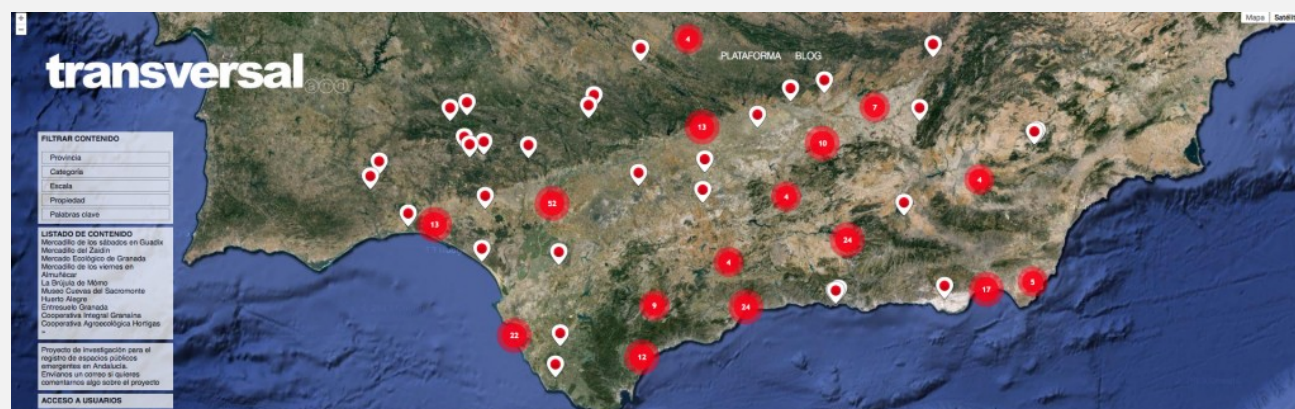 +
−
Mapa Satélit
PLATAFORMA BLOG
transversal
FILTRAR CONTENIDO
Provincia
Categoría
Escala
Propiedad
Palabras clave
LISTADO DE CONTENIDO
Mercadillo de los sábados en Guadix
Mercadillo del Zaidín
Mercado Ecológico de Granada
Mercadillo de los viernes en
Almuñécar
La Brújula de Momo
Museo Cuevas del Sacromonte
Huerto Alegre
Entresuelo Granada
Cooperativa Integral Granaína
Cooperativa Agroecológica Hortigas
Proyecto de investigación para el
registro de espacios públicos
emergentes en Andalucía.
Envíanos un correo si quieres
comentarnos algo sobre el proyecto
ACCESO A USUARIOS
4
7
13
10
4
4
52
13
24
4
17
5
9
24
22
12